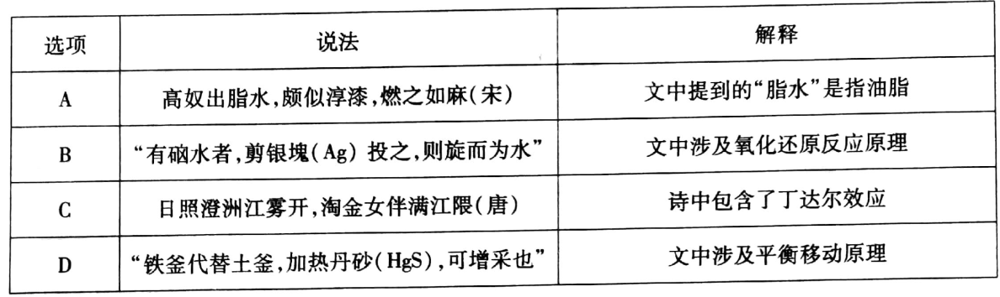 选项 说法 解释
A 高奴出脂水,颇似淳漆,燃之如麻(宋) 文中提到的“脂水”是指油脂
B “有硇水者,剪银塊(Ag) 投之,则旋而为水” 文中涉及氧化还原反应原理
C 日照澄洲江雾开,淘金女伴满江隈(唐) 诗中包含了丁达尔效应
D “铁釜代替土釜,加热丹砂(HgS),可增采也” 文中涉及平衡移动原理